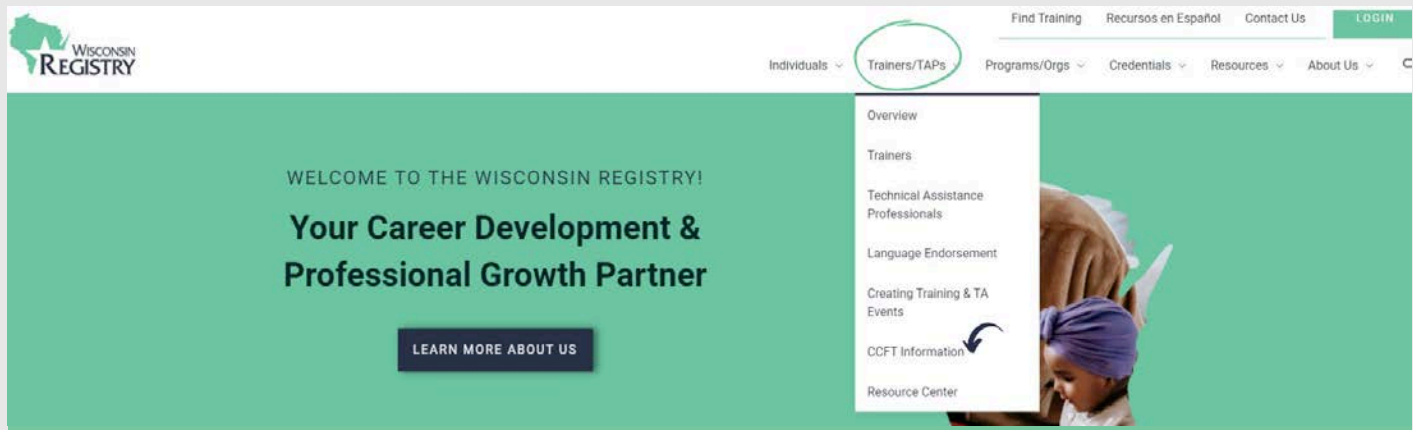 Find Training Recursos en Español Contact Us LOGIN
WISCONSIN
REGISTRY
Individuals Trainers/TAPs Programs/Orgs Credentials Resources About Us
Overview
Trainers
Technical Assistance
Professionals
Language Endorsement
Creating Training & TA
Events
CCFT Information
Resource Center
WELCOME TO THE WISCONSIN REGISTRY!
Your Career Development &
Professional Growth Partner
LEARN MORE ABOUT US